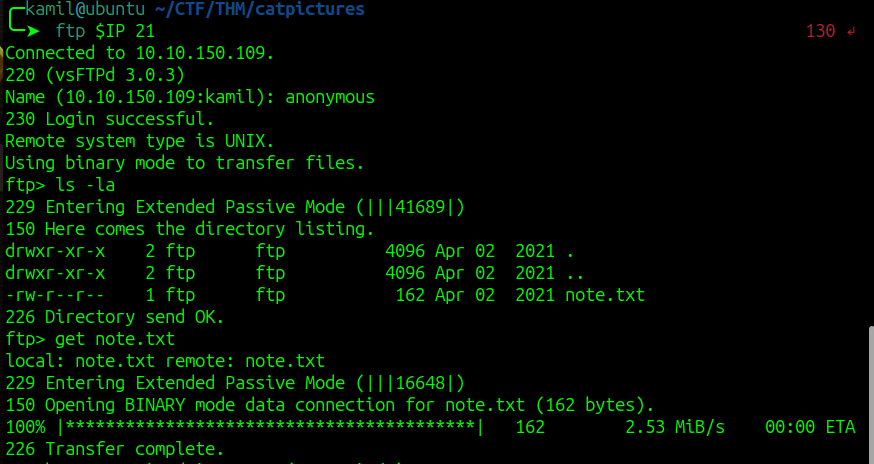 kamil@ubuntu ~/CTF/THM/catpictures
ftp $IP 21 130 ↲
Connected to 10.10.150.109.
220 (vsFTPd 3.0.3)
Name (10.10.150.109:kamil): anonymous
230 Login successful.
Remote system type is UNIX.
Using binary mode to transfer files.
ftp> ls -la
229 Entering Extended Passive Mode (|||41689|)
150 Here comes the directory listing.
drwxr-xr-x    2 ftp      ftp          4096 Apr 02  2021 .
drwxr-xr-x    2 ftp      ftp          4096 Apr 02  2021 ..
-rw-r--r--    1 ftp      ftp           162 Apr 02  2021 note.txt
226 Directory send OK.
ftp> get note.txt
local: note.txt remote: note.txt
229 Entering Extended Passive Mode (|||16648|)
150 Opening BINARY mode data connection for note.txt (162 bytes).
100% |*****************************************|   162        2.53 MiB/s    00:00 ETA
226 Transfer complete.